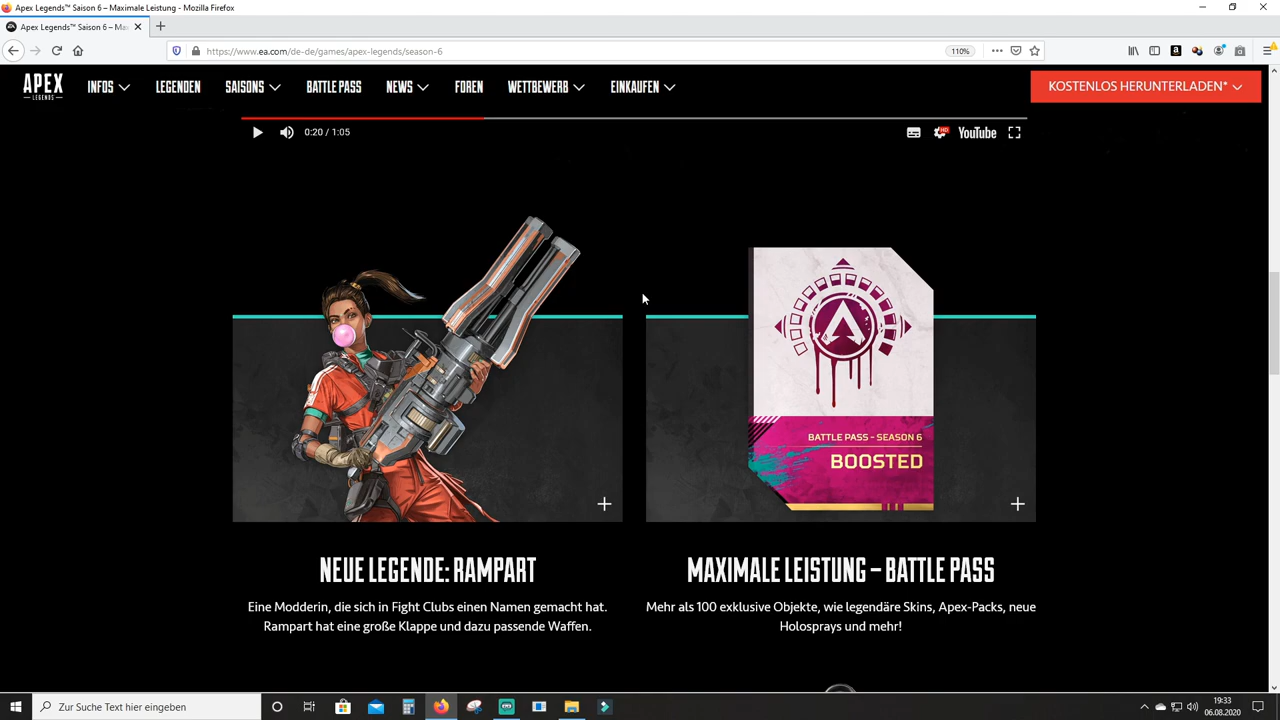 Apex Legends™ Saison 6 – Maximale Leistung - Mozilla Firefox
Apex Legends™ Saison 6 – Ma
https://www.ea.com/de-de/games/apex-legends/season-6
110%
APEX
LEGENDS
INFOS
LEGENDEN
SAISONS
BATTLE PASS
NEWS
FOREN
WETTBEWERB
EINKAUFEN
KOSTENLOS HERUNTERLADEN*
0:20 / 1:05
HD
YouTube
BATTLE PASS - SEASON 6
BOOSTED
NEUE LEGENDE: RAMPART
Eine Modderin, die sich in Fight Clubs einen Namen gemacht hat.
Rampart hat eine große Klappe und dazu passende Waffen.
MAXIMALE LEISTUNG – BATTLE PASS
Mehr als 100 exklusive Objekte, wie legendäre Skins, Apex-Packs, neue
Holosprays und mehr!
Zur Suche Text hier eingeben
19:33
06.08.2020